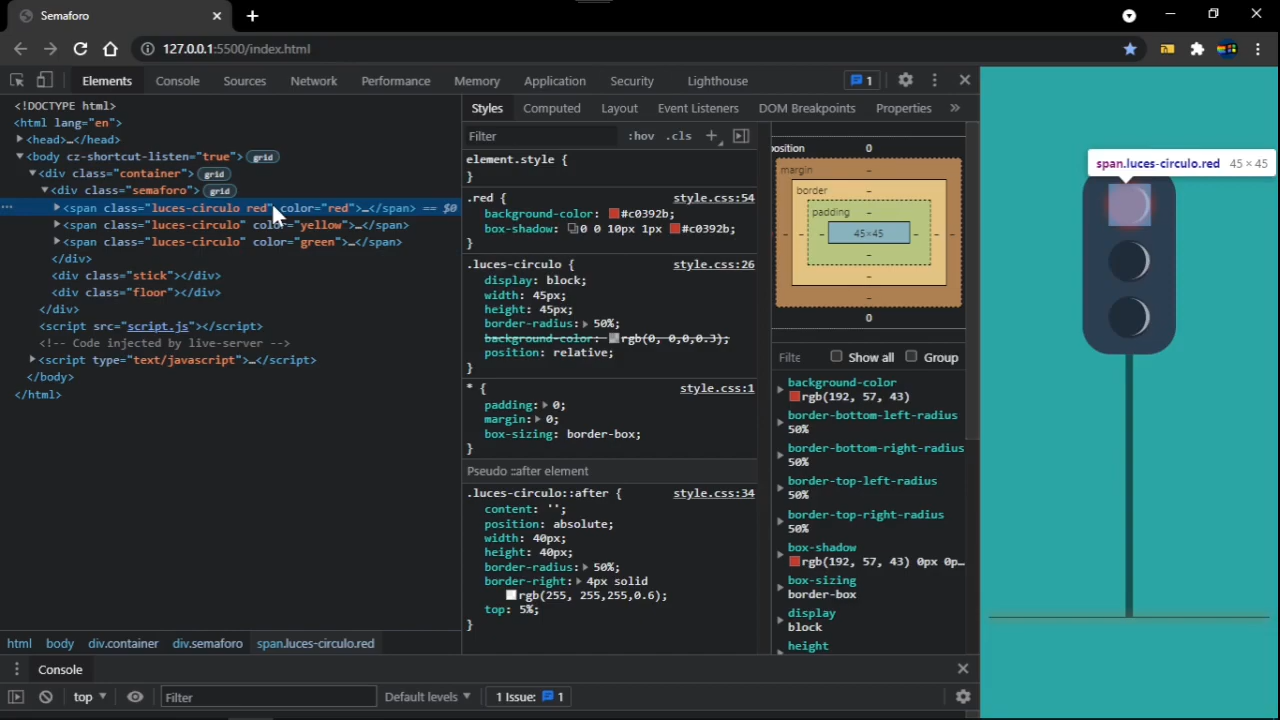 Semaforo
127.0.0.1:5500/index.html
Elements Console Sources Network Performance Memory Application Security Lighthouse 1
<!DOCTYPE html>
<html lang="en">
<head>…</head>
<body cz-shortcut-listen="true"> grid
<div class="container"> grid
<div class="semaforo"> grid
<span class="luces-circulo red" color="red">…</span> == $0
<span class="luces-circulo" color="yellow">…</span>
<span class="luces-circulo" color="green">…</span>
</div>
<div class="stick"></div>
<div class="floor"></div>
</div>
<script src="script.js"></script>
<!-- Code injected by live-server -->
<script type="text/javascript">…</script>
</body>
</html>
html body div.container div.semaforo span.luces-circulo.red
Styles Computed Layout Event Listeners DOM Breakpoints Properties
Filter :hov .cls
element.style {
}
.red { style.css:54
background-color: #c0392b;
box-shadow: 0 0 10px 1px #c0392b;
}
.luces-circulo { style.css:26
display: block;
width: 45px;
height: 45px;
border-radius: 50%;
background-color: rgb(0, 0,0,0.3);
position: relative;
}
* { style.css:1
padding: 0;
margin: 0;
box-sizing: border-box;
}
Pseudo ::after element
.luces-circulo::after { style.css:34
content: '';
position: absolute;
width: 40px;
height: 40px;
border-radius: 50%;
border-right: 4px solid
rgb(255, 255,255,0.6);
top: 5%;
}
position 0
margin –
border –
padding –
– – – 45×45 – – –
–
–
–
0
Filte Show all Group
background-color
rgb(192, 57, 43)
border-bottom-left-radius
50%
border-bottom-right-radius
50%
border-top-left-radius
50%
border-top-right-radius
50%
box-shadow
rgb(192, 57, 43) 0px 0p…
box-sizing
border-box
display
block
height
span.luces-circulo.red 45 × 45
Console
top Filter Default levels 1 Issue: 1